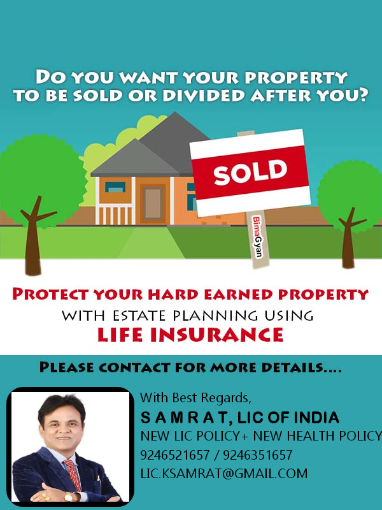 DO YOU WANT YOUR PROPERTY
TO BE SOLD OR DIVIDED AFTER YOU?
SOLD
BimaGyan
PROTECT YOUR HARD EARNED PROPERTY
WITH ESTATE PLANNING USING
LIFE INSURANCE
PLEASE CONTACT FOR MORE DETAILS....
With Best Regards,
S A M R A T, LIC OF INDIA
NEW LIC POLICY+ NEW HEALTH POLICY
9246521657 / 9246351657
LIC.KSAMRAT@GMAIL.COM